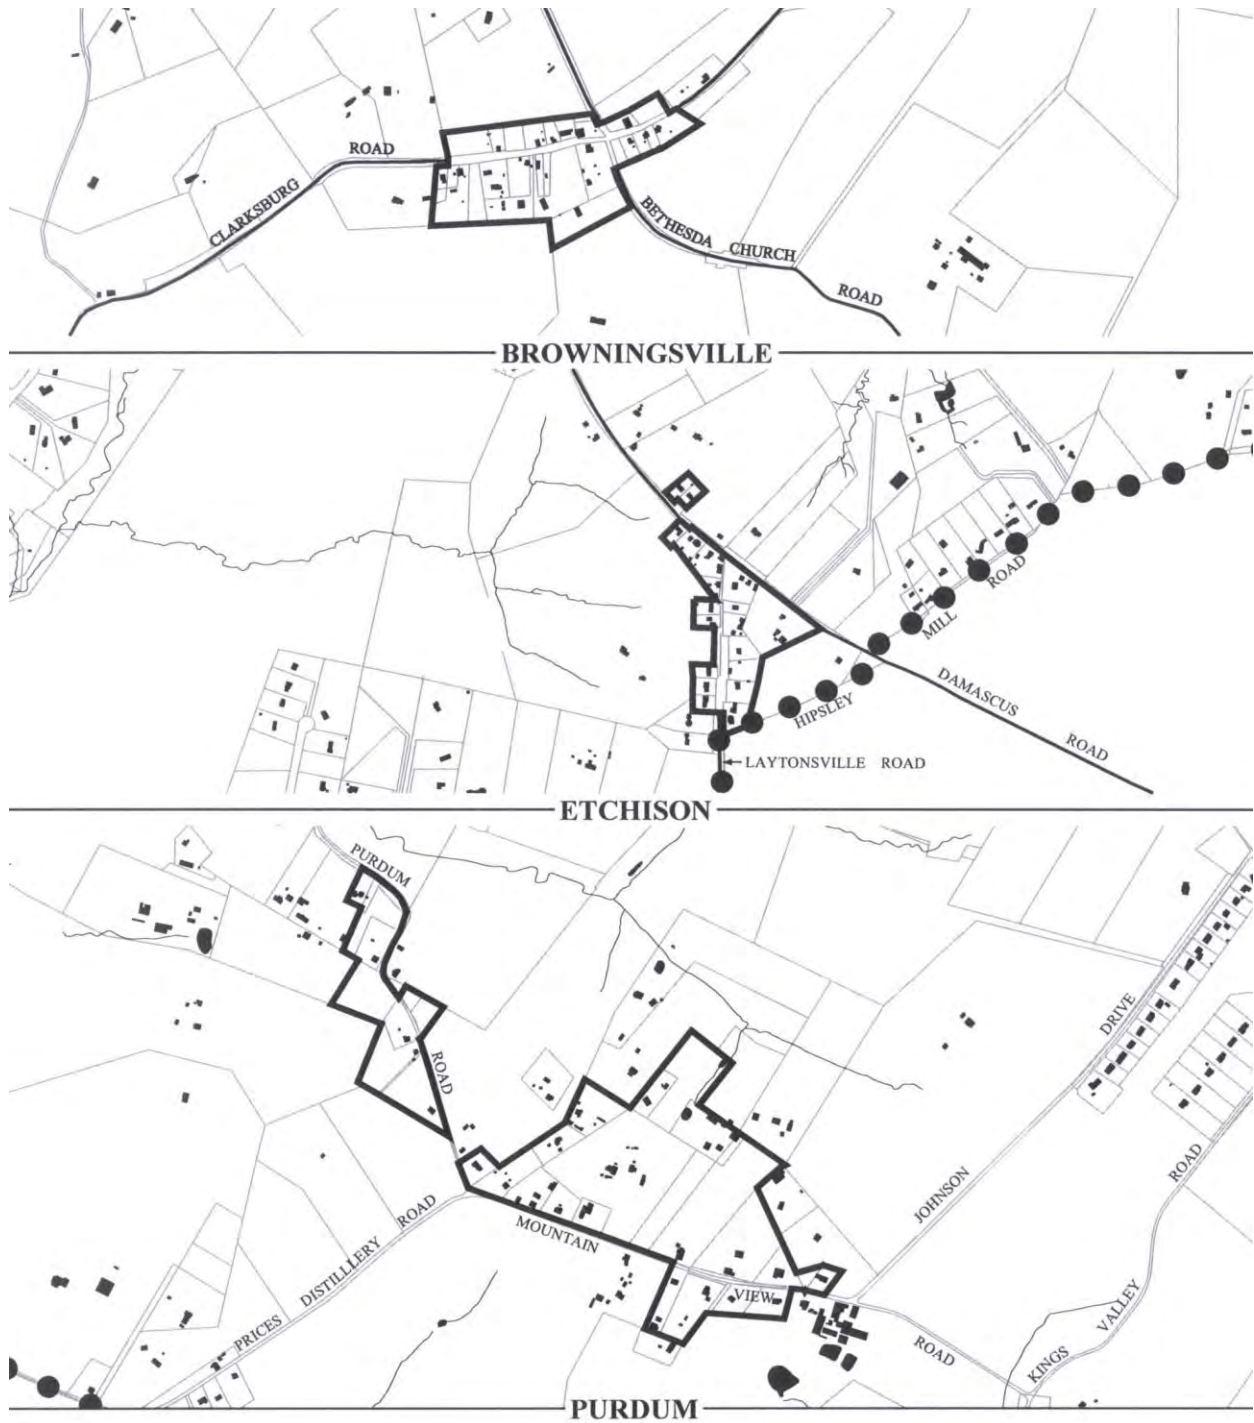 ROAD
CLARKSBURG
BETHESDA CHURCH
ROAD
BROWNINGSVILLE
ROAD
MILL
HIPSLEY
DAMASCUS
ROAD
LAYTONSVILLE ROAD
ETCHISON
PURDUM
ROAD
DRIVE
JOHNSON
ROAD
VALLEY
KINGS
ROAD
DISTILLLERY
PRICES
MOUNTAIN
VIEW
ROAD
PURDUM